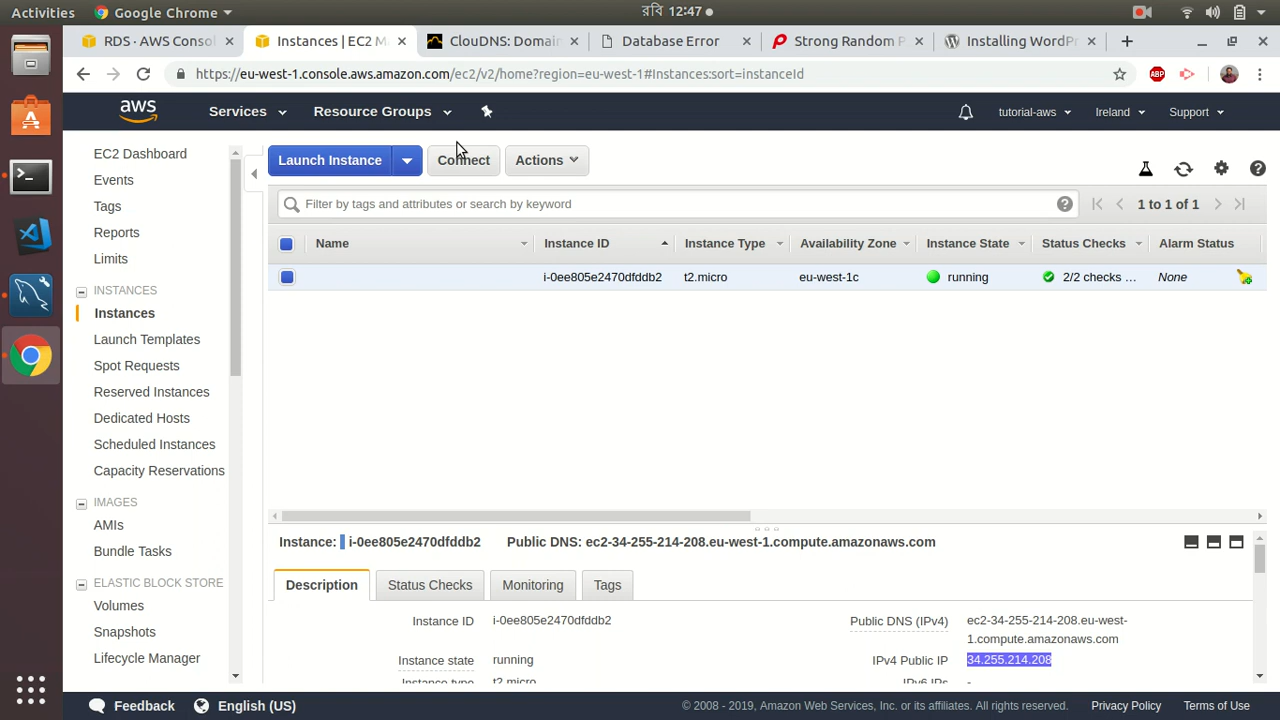 Activities
Google Chrome
রবি 12:47
RDS · AWS Consol
Instances | EC2 M
ClouDNS: Domain
Database Error
Strong Random P
Installing WordPr
https://eu-west-1.console.aws.amazon.com/ec2/v2/home?region=eu-west-1#Instances:sort=instanceId
ABP
aws
Services
Resource Groups
tutorial-aws
Ireland
Support
EC2 Dashboard
Events
Tags
Reports
Limits
INSTANCES
Instances
Launch Templates
Spot Requests
Reserved Instances
Dedicated Hosts
Scheduled Instances
Capacity Reservations
IMAGES
AMIs
Bundle Tasks
ELASTIC BLOCK STORE
Volumes
Snapshots
Lifecycle Manager
Launch Instance
Connect
Actions
Filter by tags and attributes or search by keyword
1 to 1 of 1
Name
Instance ID
Instance Type
Availability Zone
Instance State
Status Checks
Alarm Status
i-0ee805e2470dfddb2
t2.micro
eu-west-1c
running
2/2 checks …
None
Instance: i-0ee805e2470dfddb2 Public DNS: ec2-34-255-214-208.eu-west-1.compute.amazonaws.com
Description
Status Checks
Monitoring
Tags
Instance ID
i-0ee805e2470dfddb2
Public DNS (IPv4)
ec2-34-255-214-208.eu-west-
1.compute.amazonaws.com
Instance state
running
IPv4 Public IP
34.255.214.208
Instance type
t2.micro
IPv6 IPs
-
Feedback
English (US)
© 2008 - 2019, Amazon Web Services, Inc. or its affiliates. All rights reserved.
Privacy Policy
Terms of Use